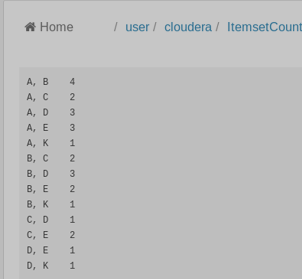 Home / user / cloudera / ItemsetCount
A, B 4
A, C 2
A, D 3
A, E 3
A, K 1
B, C 2
B, D 3
B, E 2
B, K 1
C, D 1
C, E 2
D, E 1
D, K 1